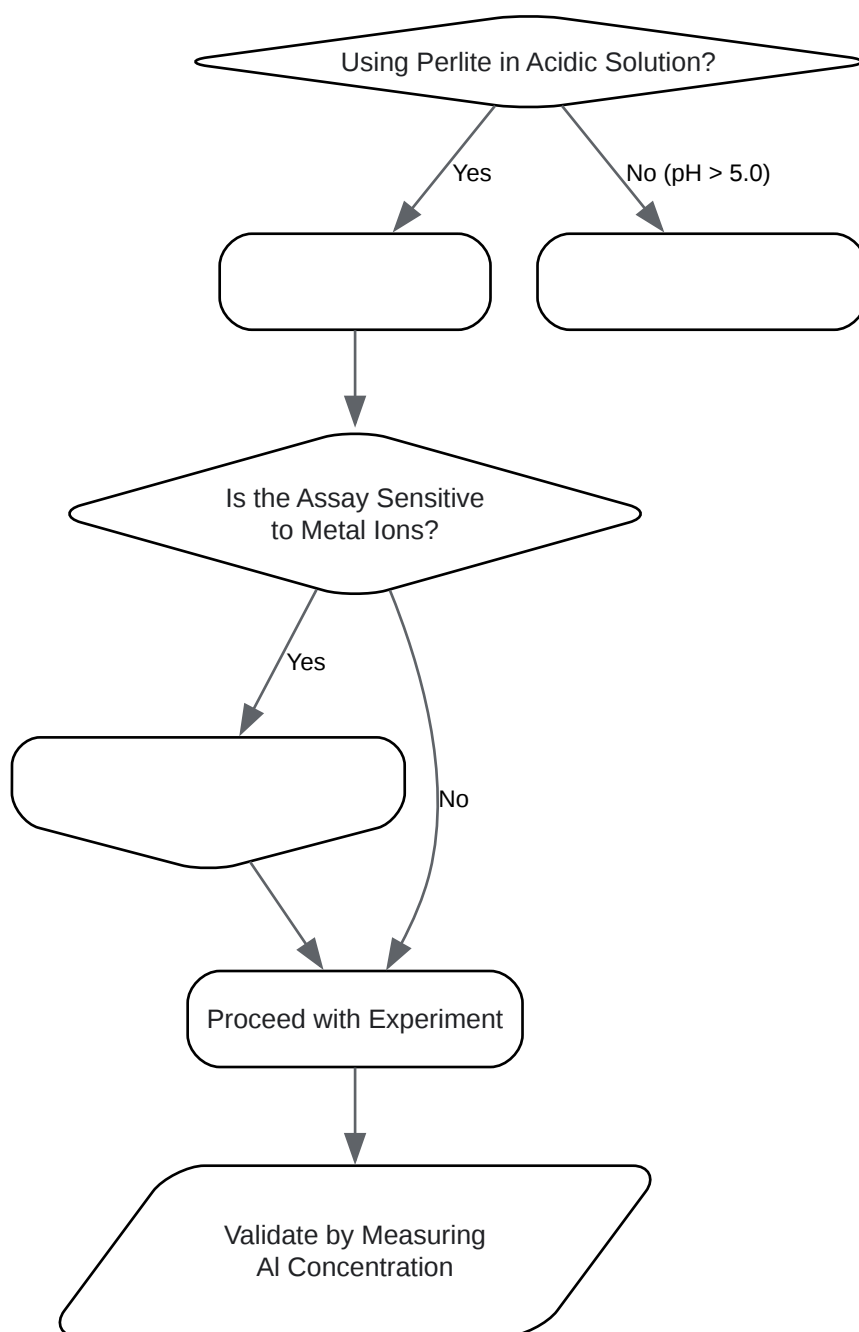 Using Perlite in Acidic Solution?
Yes
No (pH > 5.0)
Is the Assay Sensitive
to Metal Ions?
Yes
No
Proceed with Experiment
Validate by Measuring
Al Concentration